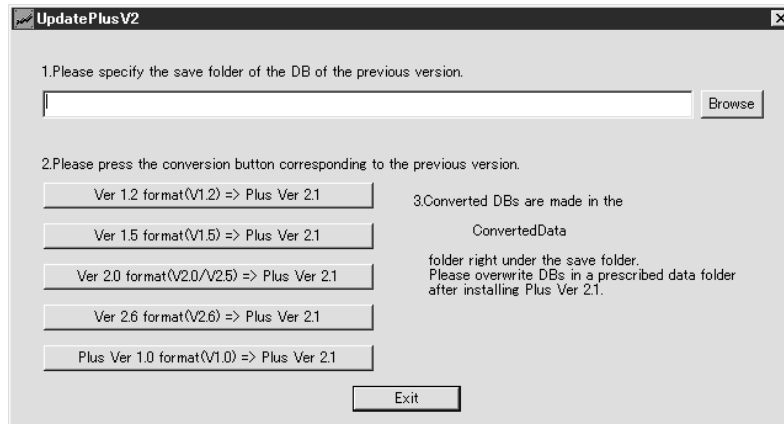 UpdatePlusV2
1.Please specify the save folder of the DB of the previous version.
Browse
2.Please press the conversion button corresponding to the previous version.
Ver 1.2 format(V1.2) => Plus Ver 2.1
Ver 1.5 format(V1.5) => Plus Ver 2.1
Ver 2.0 format(V2.0/V2.5) => Plus Ver 2.1
Ver 2.6 format(V2.6) => Plus Ver 2.1
Plus Ver 1.0 format(V1.0) => Plus Ver 2.1
3.Converted DBs are made in the
ConvertedData
folder right under the save folder.
Please overwrite DBs in a prescribed data folder
after installing Plus Ver 2.1.
Exit